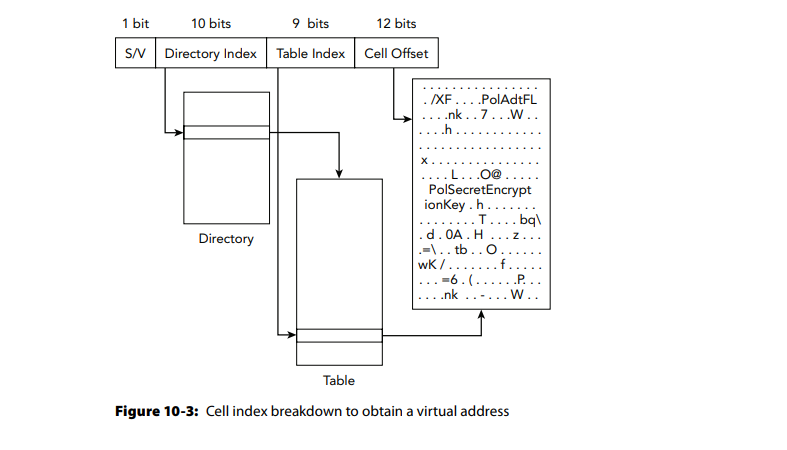 1 bit 10 bits 9 bits 12 bits
S/V Directory Index Table Index Cell Offset
. . . . . . . . . . . . . . . .
. /XF . . . .PolAdtFL
. . . .nk . . 7 . . .W . .
. . . .h . . . . . . . . . . . .
. . . . . . . . . . . . . . . . .
x . . . . . . . . . . . . . . .
. . . . L . . .O@ . . . . .
PolSecretEncrypt
ionKey . h . . . . . . .
. . . . . . . . T . . . . bq\
. d . 0A . H . . . z . . .
.=\ . . tb . . O . . . . . .
wK / . . . . . . . f . . . . .
. . . =6 . ( . . . . . .P. . .
. . . .nk . . - . . . W . .
Directory
Table
Figure 10-3: Cell index breakdown to obtain a virtual address